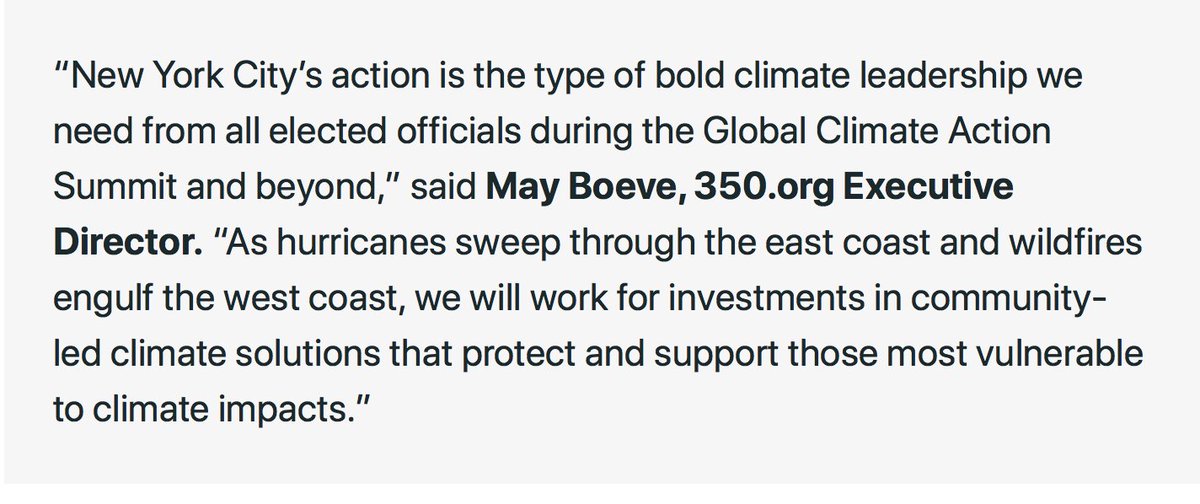 “New York City’s action is the type of bold climate leadership we
need from all elected officials during the Global Climate Action
Summit and beyond,” said May Boeve, 350.org Executive
Director. “As hurricanes sweep through the east coast and wildfires
engulf the west coast, we will work for investments in community-
led climate solutions that protect and support those most vulnerable
to climate impacts.”